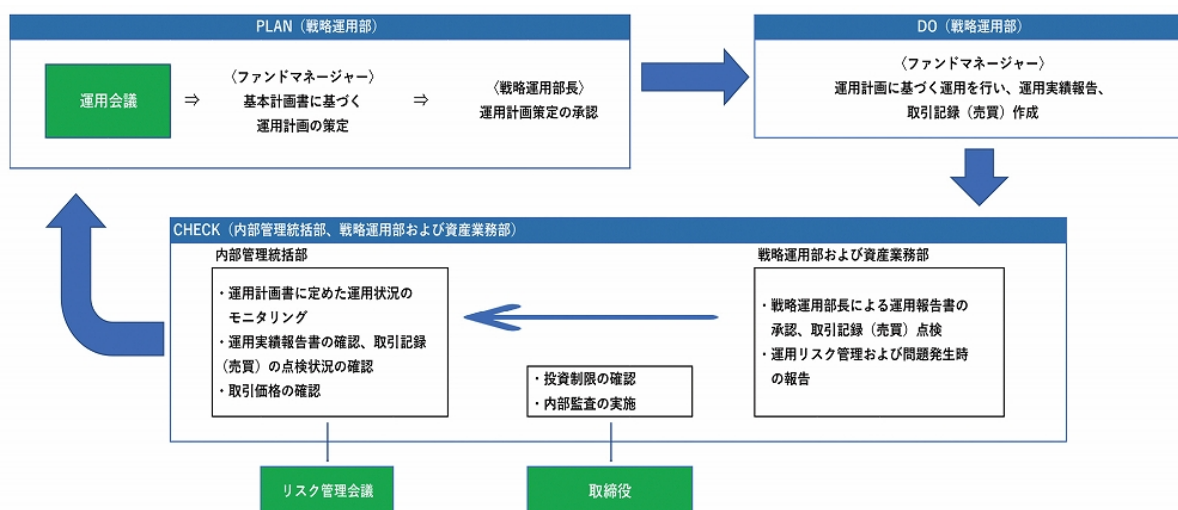 PLAN（戦略運用部）
運用会議
⇒
〈ファンドマネージャー〉
基本計画書に基づく
運用計画の策定
⇒
〈戦略運用部長〉
運用計画策定の承認
DO（戦略運用部）
〈ファンドマネージャー〉
運用計画に基づく運用を行い、運用実績報告、
取引記録（売買）作成
CHECK（内部管理統括部、戦略運用部および資産業務部）
内部管理統括部
・運用計画書に定めた運用状況の
モニタリング
・運用実績報告書の確認、取引記録
（売買）の点検状況の確認
・取引価格の確認
・投資制限の確認
・内部監査の実施
戦略運用部および資産業務部
・戦略運用部長による運用報告書の
承認、取引記録（売買）点検
・運用リスク管理および問題発生時
の報告
リスク管理会議
取締役